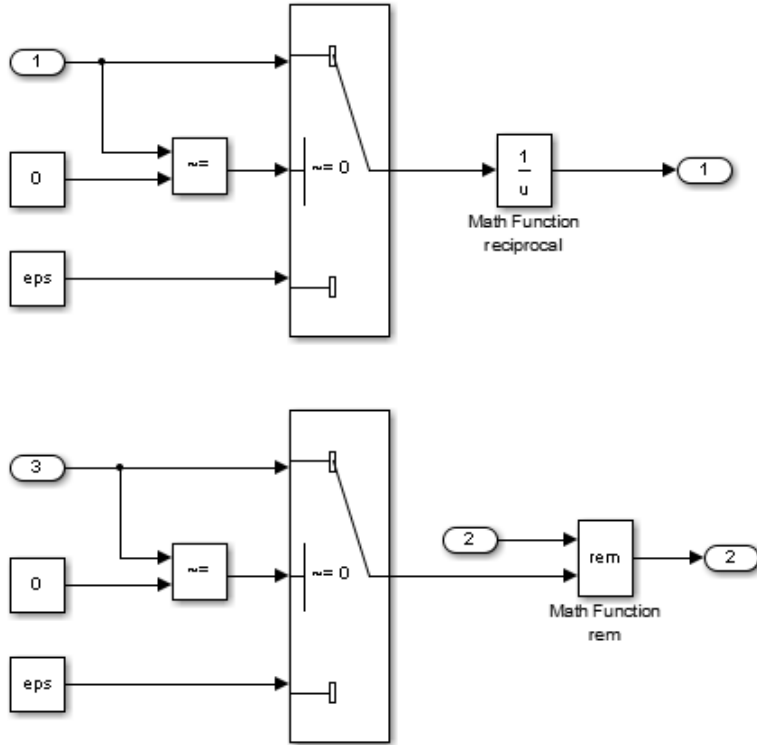 1
0
~=
~= 0
eps
1
u
Math Function
reciprocal
1
3
0
~=
~= 0
eps
2
rem
Math Function
rem
2